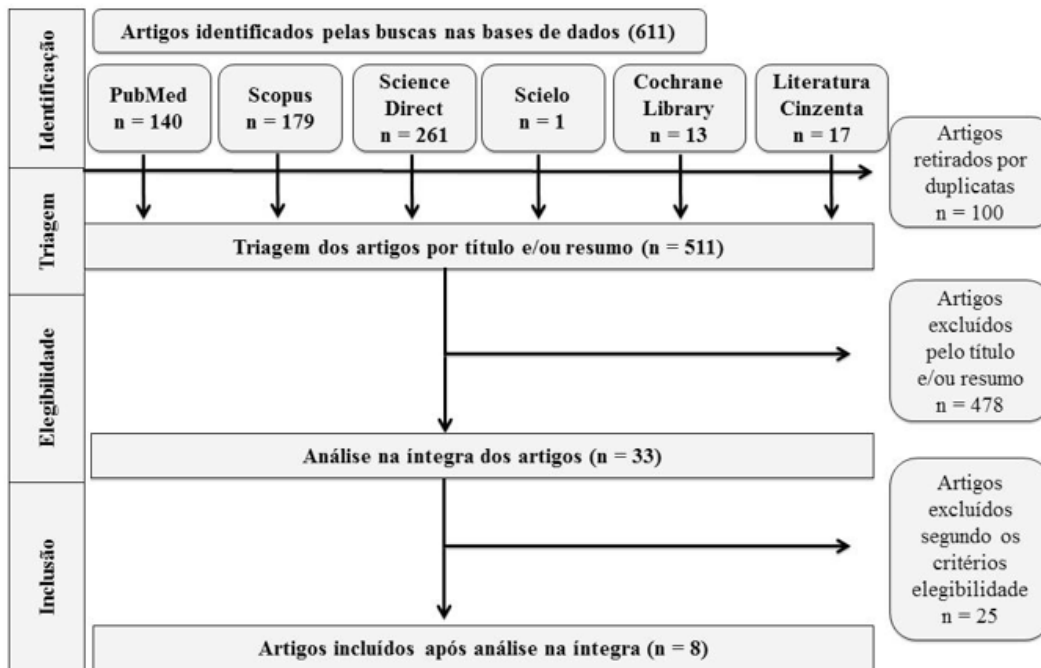 Identificação
Artigos identificados pelas buscas nas bases de dados (611)
PubMed
n = 140
Scopus
n = 179
Science
Direct
n = 261
Scielo
n = 1
Cochrane
Library
n = 13
Literatura
Cinzenta
n = 17
Artigos
retirados por
duplicatas
n = 100
Triagem
Triagem dos artigos por título e/ou resumo (n = 511)
Elegibilidade
Artigos
excluídos
pelo título
e/ou resumo
n = 478
Análise na íntegra dos artigos (n = 33)
Inclusão
Artigos
excluídos
segundo os
critérios
elegibilidade
n = 25
Artigos incluídos após análise na íntegra (n = 8)